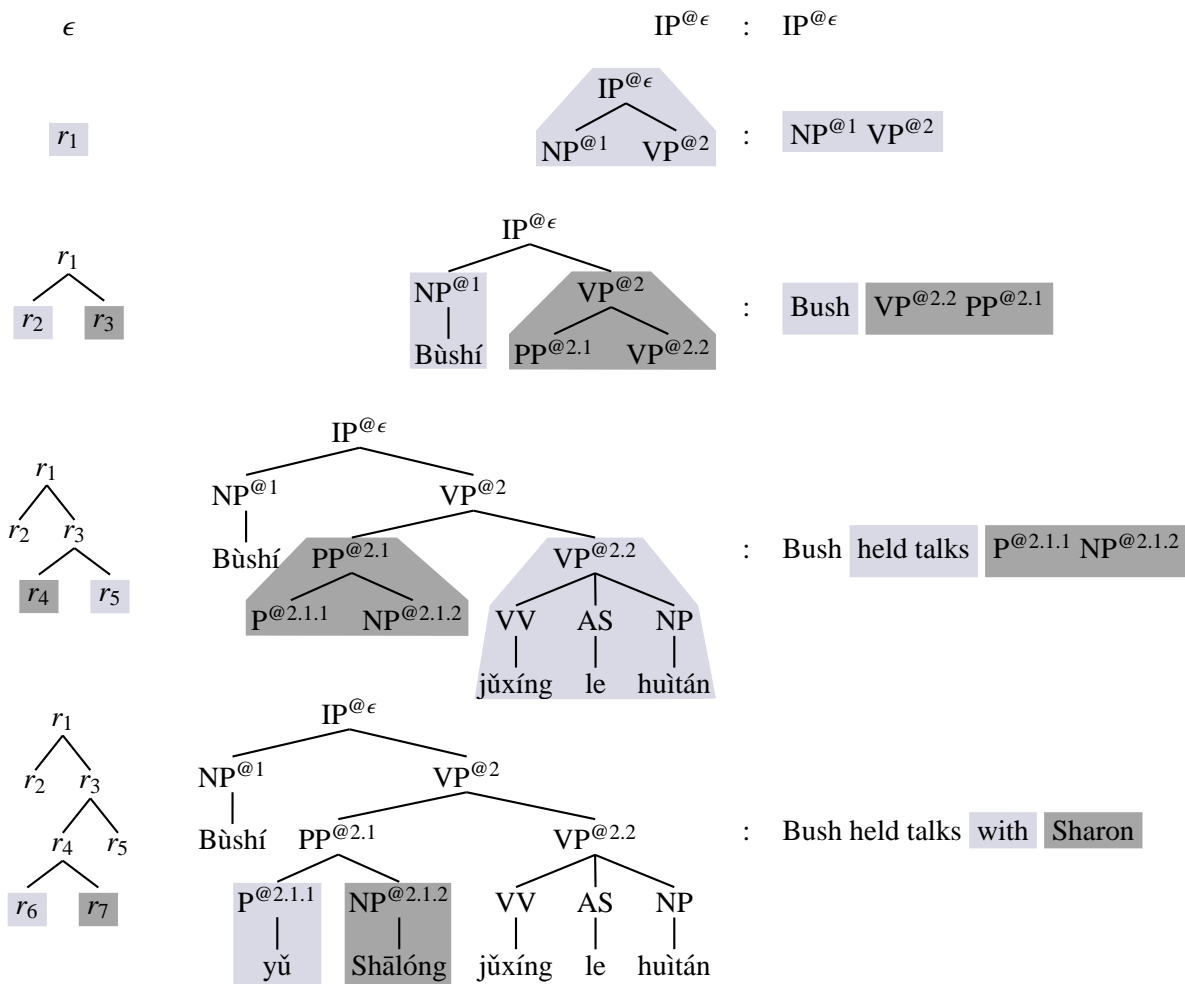 ϵ IP@ϵ : IP@ϵ
IP@ϵ
r1 NP@1 VP@2 : NP@1 VP@2
IP@ϵ
r1
NP@1 VP@2
r2 r3 : Bush VP@2.2 PP@2.1
Bùshí PP@2.1 VP@2.2
IP@ϵ
r1
NP@1 VP@2
r2 r3
Bùshí PP@2.1 VP@2.2 : Bush held talks P@2.1.1 NP@2.1.2
r4 r5
P@2.1.1 NP@2.1.2 VV AS NP
jǔxíng le huìtán
r1 IP@ϵ
r2 r3 NP@1 VP@2
r4 r5 Bùshí PP@2.1 VP@2.2 : Bush held talks with Sharon
r6 r7 P@2.1.1 NP@2.1.2 VV AS NP
yǔ Shālóng jǔxíng le huìtán